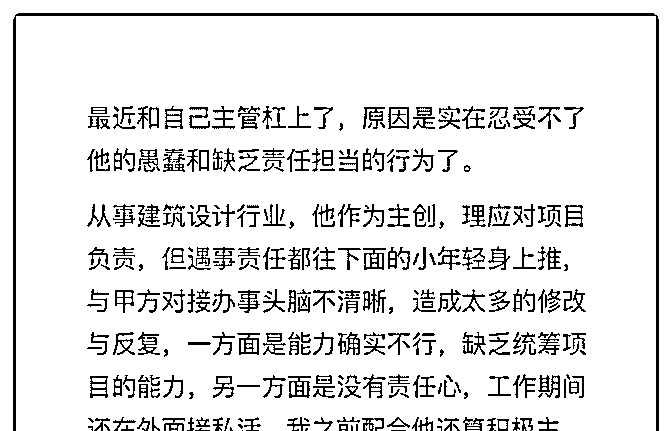 最近和自己主管杠上了，原因是实在忍受不了
他的愚蠢和缺乏责任担当的行为了。
从事建筑设计行业，他作为主创，理应对项目
负责，但遇事责任都往下面的小年轻身上推，
与甲方对接办事头脑不清晰，造成太多的修改
与反复，一方面是能力确实不行，缺乏统筹项
目的能力，另一方面是没有责任心，工作期间
还在外面接私活，我之前配合他还算积极主